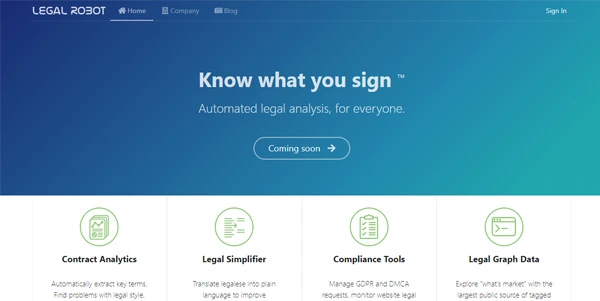 LEGAL ROBOT Home Company Blog Sign In
Know what you sign ™
Automated legal analysis, for everyone.
Coming soon
Contract Analytics
Automatically extract key terms.
Find problems with legal style,
Legal Simplifier
Translate legalese into plain
language to improve
Compliance Tools
Manage GDPR and DMCA
requests, monitor website legal
Legal Graph Data
Explore "what's market" with the
largest public source of tagged